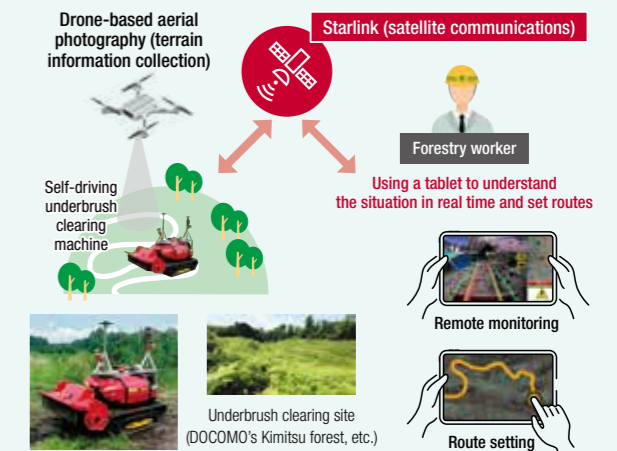 Drone-based aerial
photography (terrain
information collection)
Starlink (satellite communications)
Forestry worker
Using a tablet to understand
the situation in real time and set routes
Self-driving
underbrush
clearing
machine
Remote monitoring
Underbrush clearing site
(DOCOMO's Kimitsu forest, etc.)
Route setting